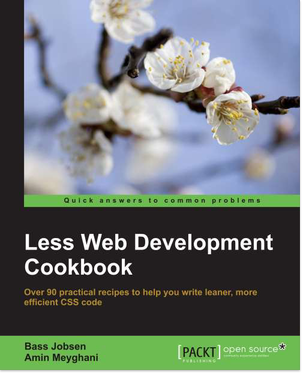 Quick answers to common problems
Less Web Development
Cookbook
Over 90 practical recipes to help you write leaner, more
efficient CSS code
Bass Jobsen
Amin Meyghani
[PACKT] open source*
PUBLISHING